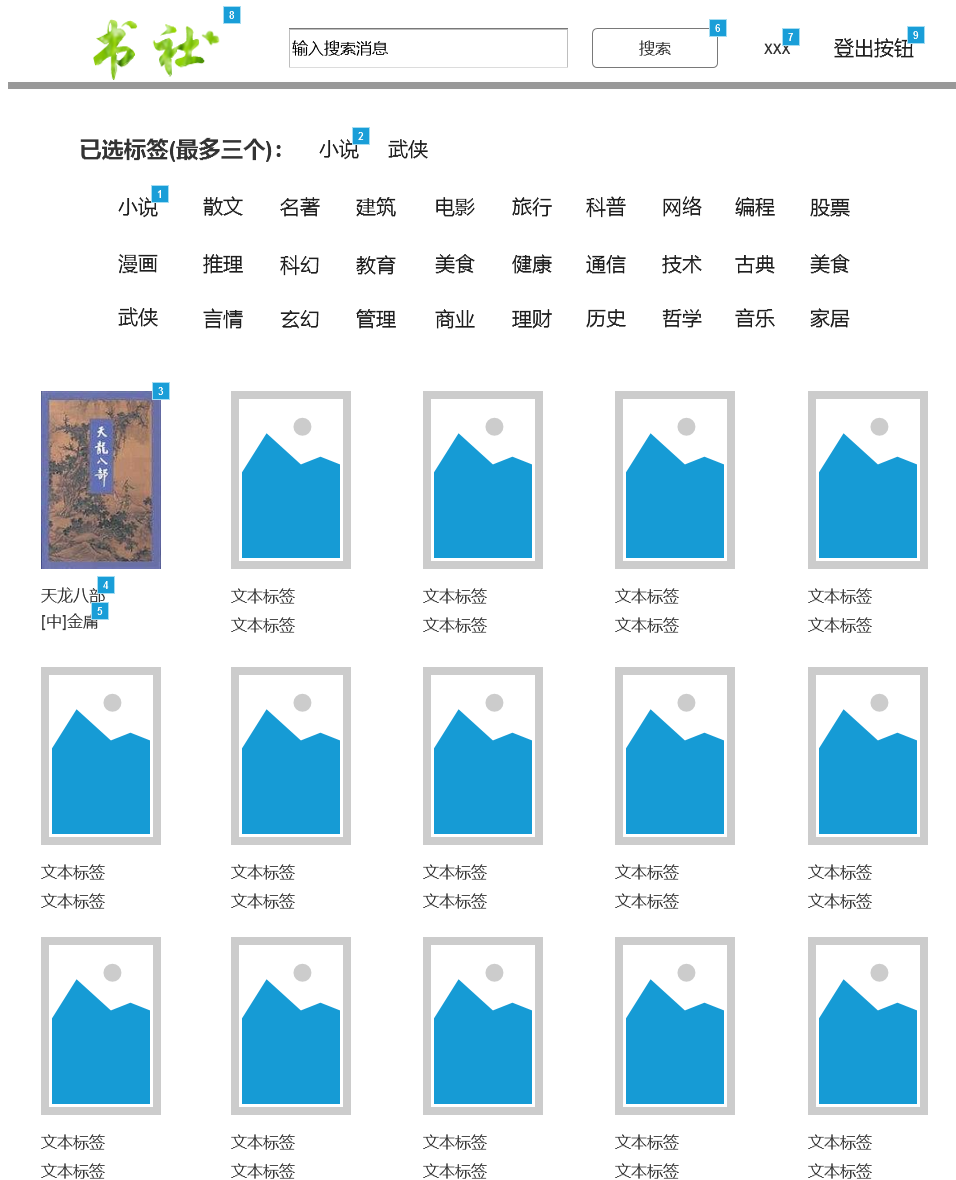 书社 8
输入搜索消息 搜索 6 xxx 7 登出按钮 9
已选标签(最多三个)： 小说 2 武侠
小说 1 散文 名著 建筑 电影 旅行 科普 网络 编程 股票
漫画 推理 科幻 教育 美食 健康 通信 技术 古典 美食
武侠 言情 玄幻 管理 商业 理财 历史 哲学 音乐 家居
3
天龍八部
天龙八部 4 文本标签 文本标签 文本标签 文本标签
[中]金庸 5 文本标签 文本标签 文本标签 文本标签
文本标签 文本标签 文本标签 文本标签 文本标签
文本标签 文本标签 文本标签 文本标签 文本标签
文本标签 文本标签 文本标签 文本标签 文本标签
文本标签 文本标签 文本标签 文本标签 文本标签